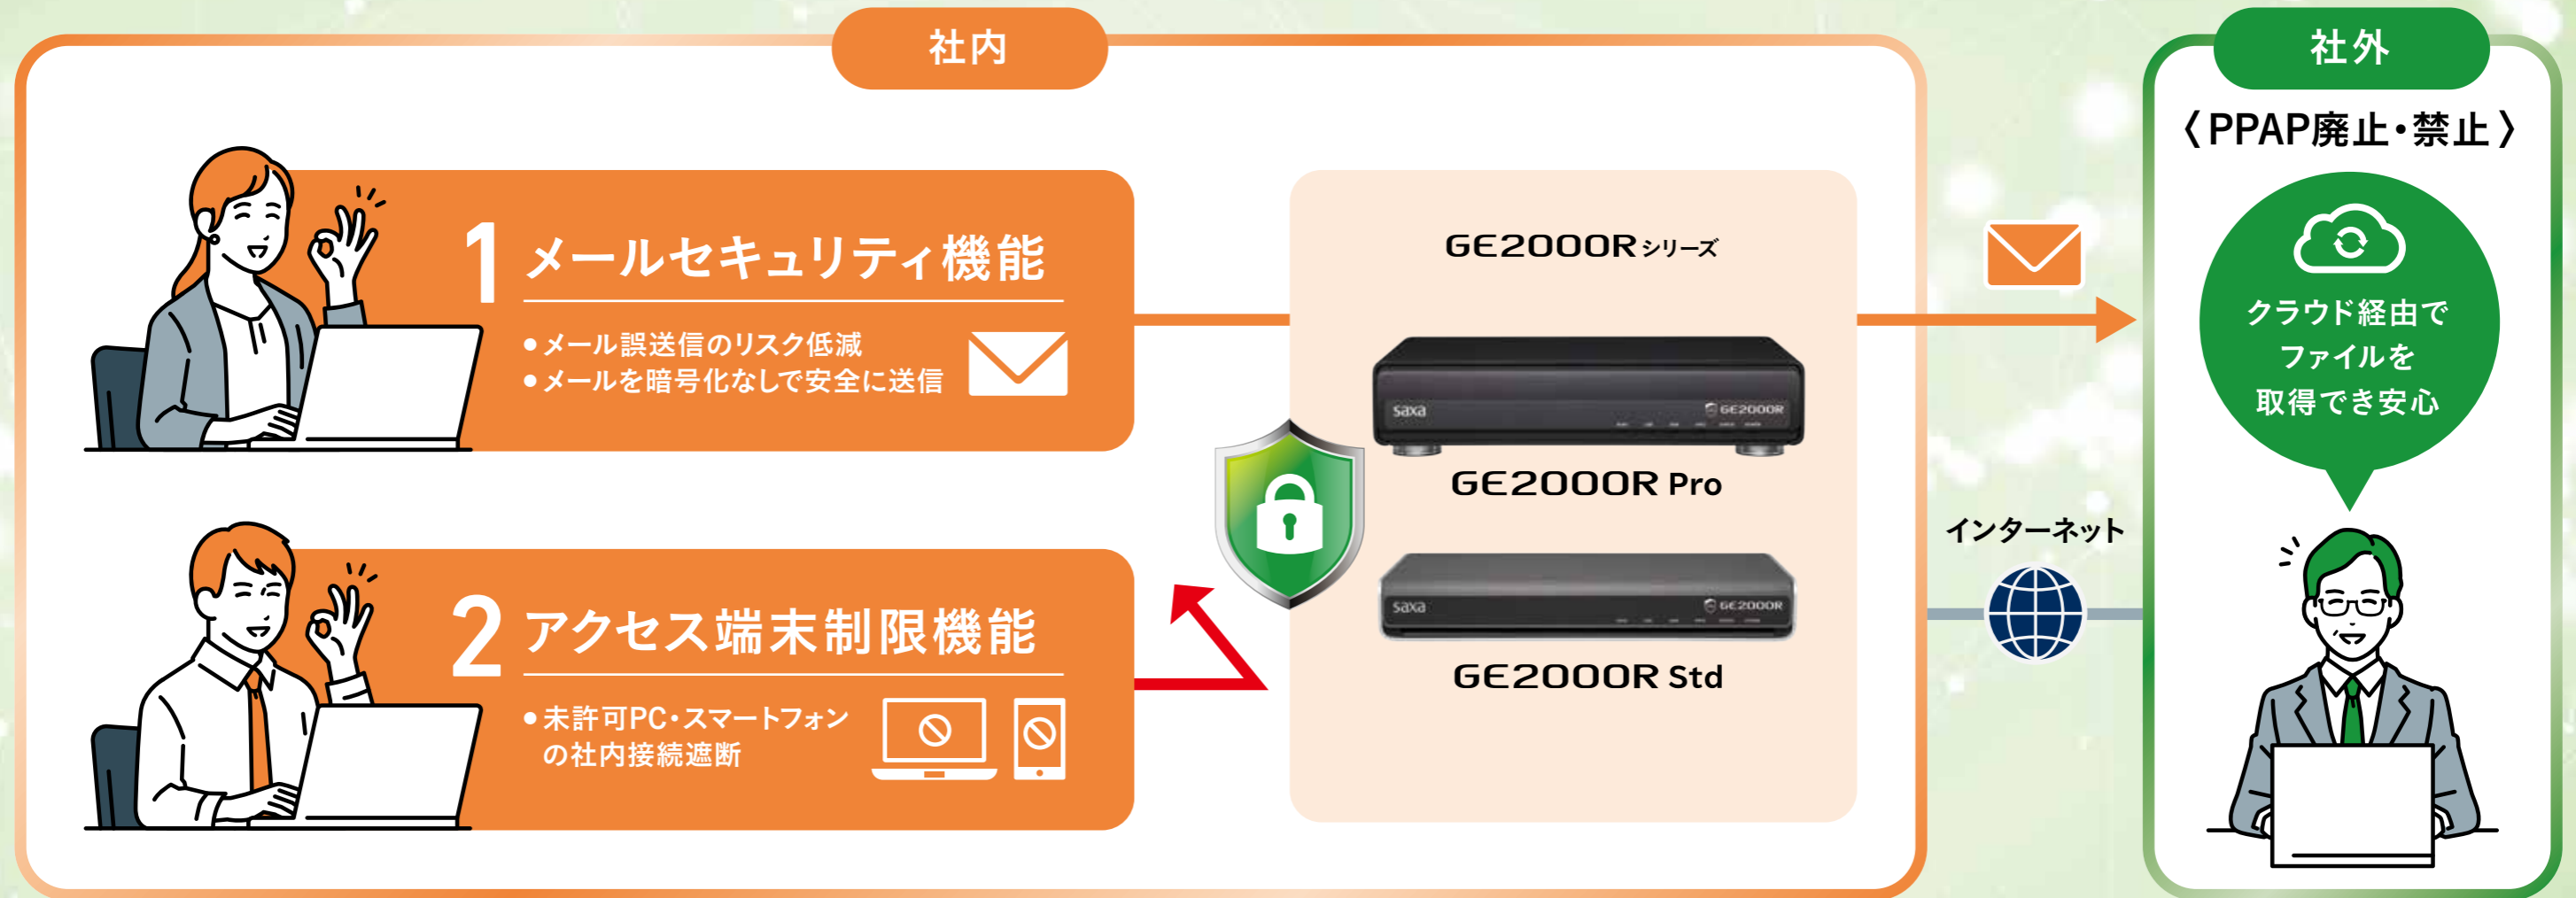 社内
1 メールセキュリティ機能
●メール誤送信のリスク低減
●メールを暗号化なしで安全に送信
2 アクセス端末制限機能
●未許可PC・スマートフォン
の社内接続遮断
GE2000Rシリーズ
saxa
GE2000R
GE2000R Pro
saxa
GE2000R
GE2000R Std
インターネット
社外
〈PPAP廃止・禁止〉
クラウド経由で
ファイルを
取得でき安心